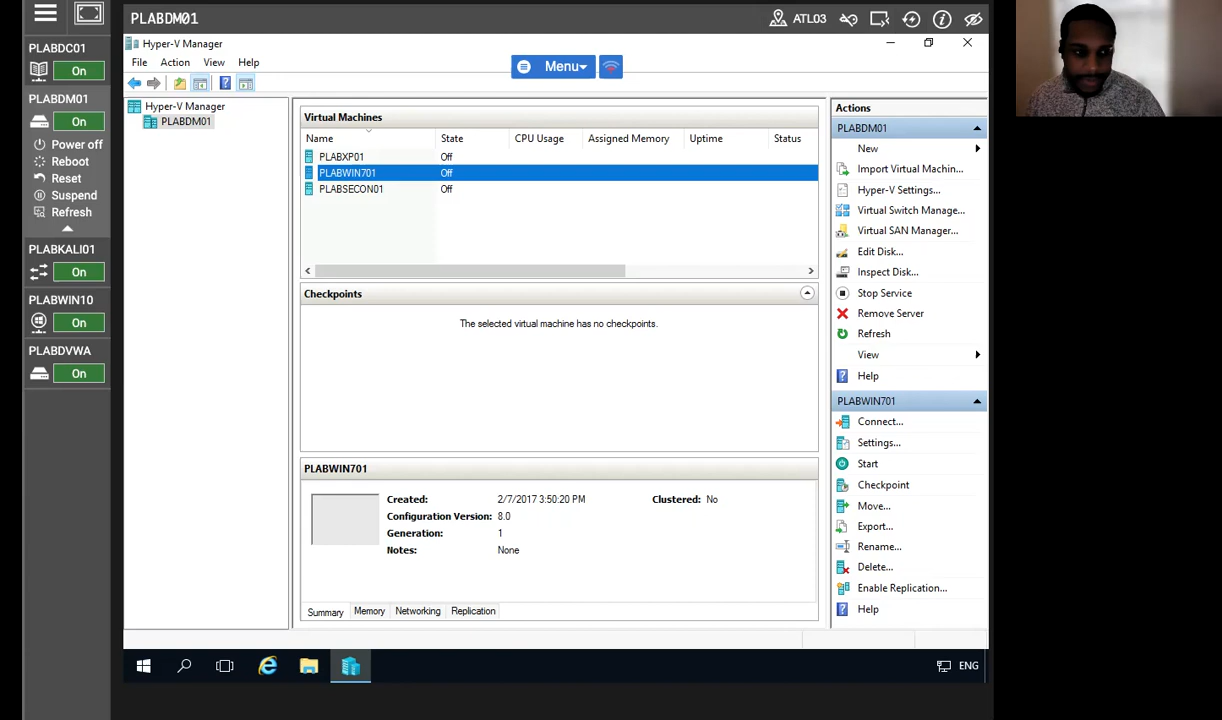 PLABDC01
On
PLABDM01
On
Power off
Reboot
Reset
Suspend
Refresh
PLABKALI01
On
PLABWIN10
On
PLABDVWA
On
PLABDM01
ATL03
Hyper-V Manager
File Action View Help
Menu
Hyper-V Manager
PLABDM01
Virtual Machines
Name State CPU Usage Assigned Memory Uptime Status
PLABXP01 Off
PLABWIN701 Off
PLABSECON01 Off
Checkpoints
The selected virtual machine has no checkpoints.
PLABWIN701
Created: 2/7/2017 3:50:20 PM Clustered: No
Configuration Version: 8.0
Generation: 1
Notes: None
Summary Memory Networking Replication
Actions
PLABDM01
New
Import Virtual Machin...
Hyper-V Settings...
Virtual Switch Manage...
Virtual SAN Manager...
Edit Disk...
Inspect Disk...
Stop Service
Remove Server
Refresh
View
Help
PLABWIN701
Connect...
Settings...
Start
Checkpoint
Move...
Export...
Rename...
Delete...
Enable Replication...
Help
ENG